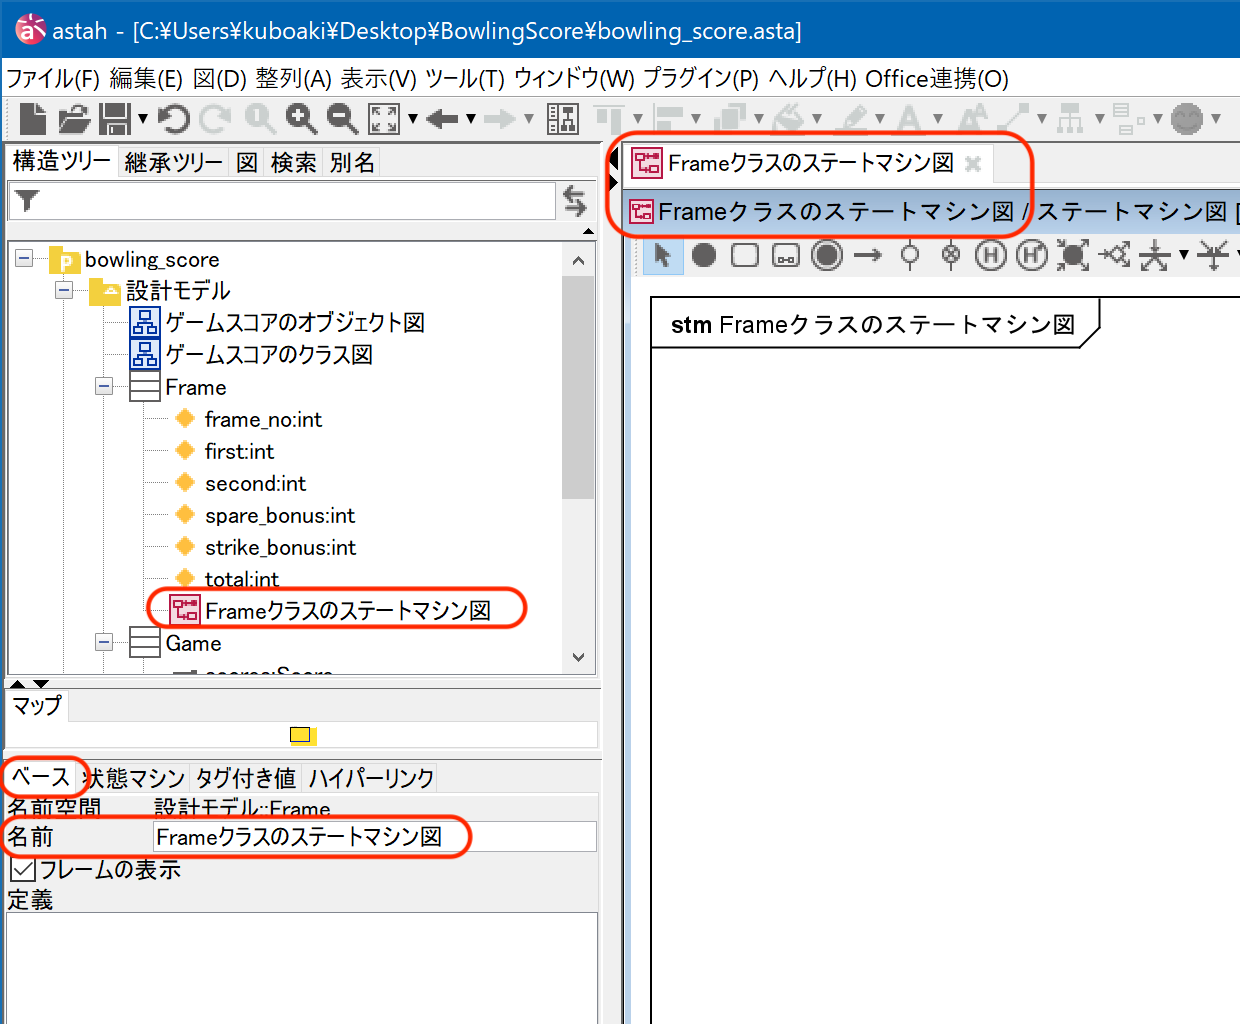 astah - [C:¥Users¥kuboaki¥Desktop¥BowlingScore¥bowling_score.asta]
ファイル(F) 編集(E) 図(D) 整列(A) 表示(V) ツール(T) ウィンドウ(W) プラグイン(P) ヘルプ(H) Office連携(O)
構造ツリー 継承ツリー 図 検索 別名
Frameクラスのステートマシン図
Frameクラスのステートマシン図 / ステートマシン図 [
bowling_score
設計モデル
ゲームスコアのオブジェクト図
ゲームスコアのクラス図
Frame
frame_no:int
first:int
second:int
spare_bonus:int
strike_bonus:int
total:int
Frameクラスのステートマシン図
Game
scores:Score
stm Frameクラスのステートマシン図
マップ
ベース 状態マシン タグ付き値 ハイパーリンク
名前空間 設計モデル::Frame
名前 Frameクラスのステートマシン図
フレームの表示
定義